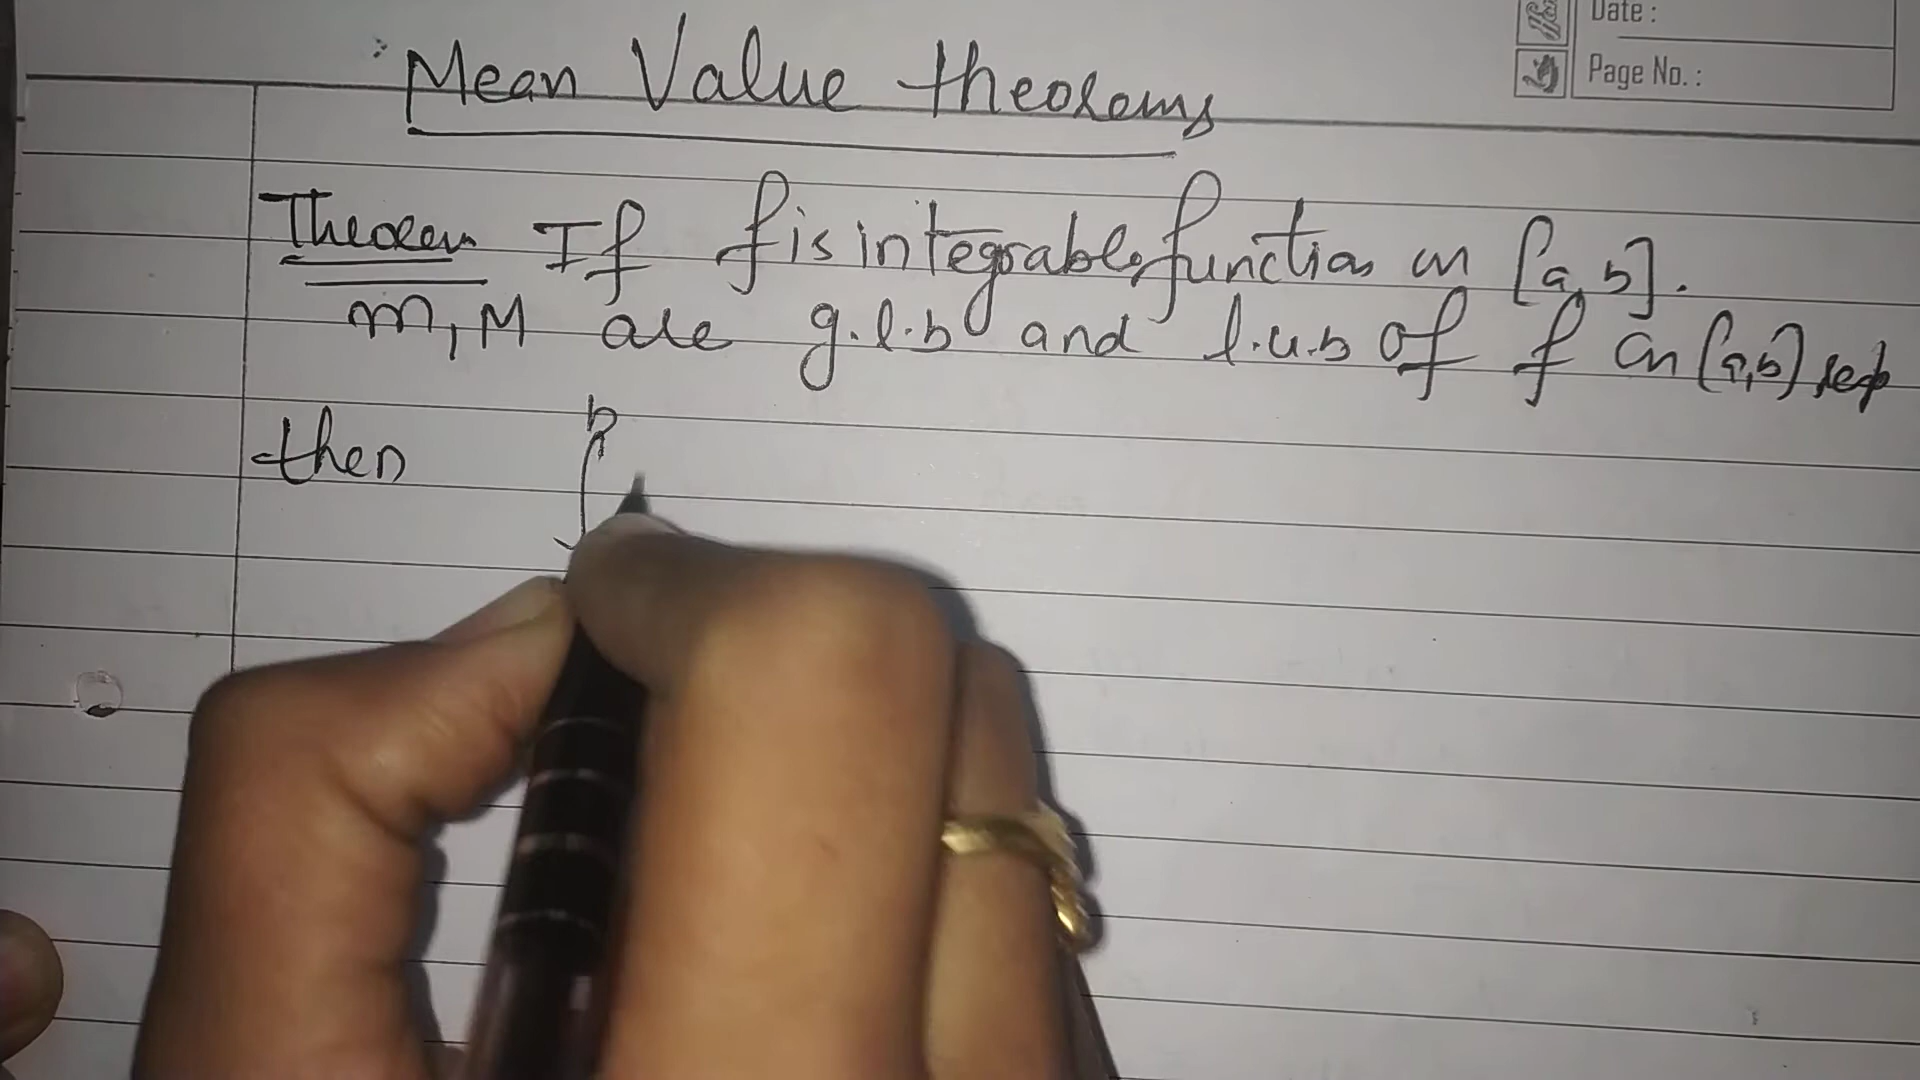 Date :
Page No. :
Mean Value theorems
Theorem If f is integrable function on [a, b].
m, M are g.l.b and l.u.b of f on [a,b] resp
then ∫ b